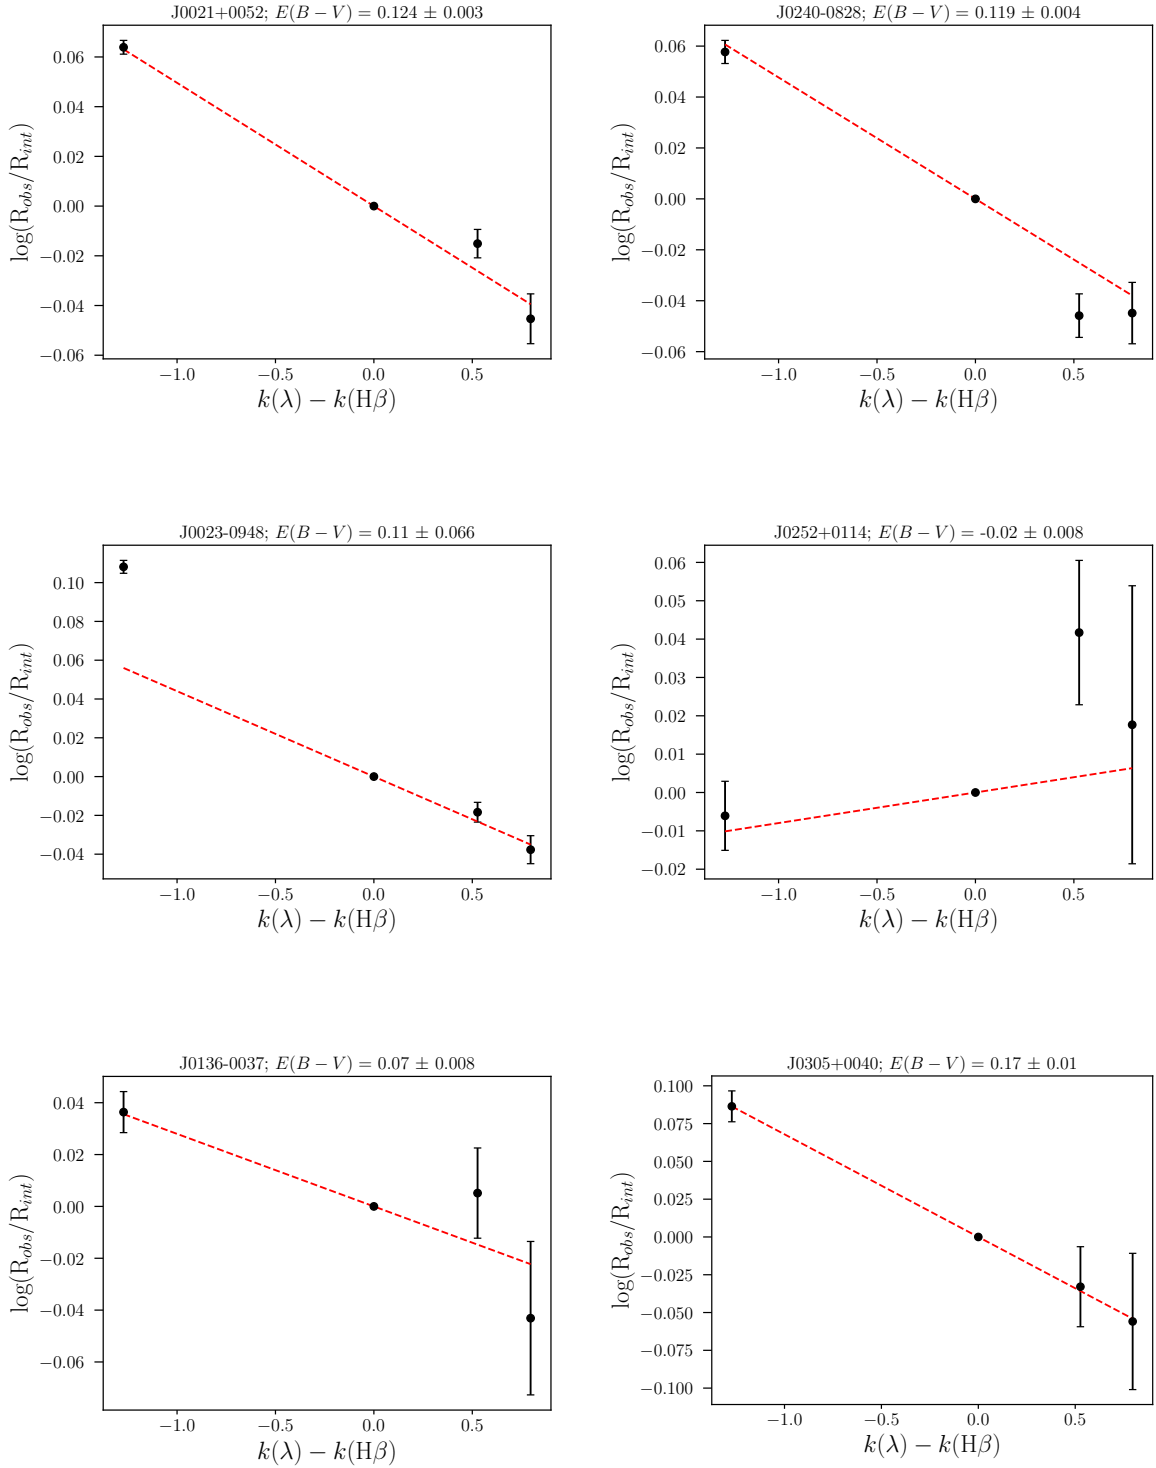 J0021+0052; E(B − V) = 0.124 ± 0.003
0.06
0.04
0.02
0.00
−0.02
−0.04
−0.06
log(R_obs/R_int)
−1.0 −0.5 0.0 0.5
k(λ) − k(Hβ)
J0240-0828; E(B − V) = 0.119 ± 0.004
0.06
0.04
0.02
0.00
−0.02
−0.04
−0.06
log(R_obs/R_int)
−1.0 −0.5 0.0 0.5
k(λ) − k(Hβ)
J0023-0948; E(B − V) = 0.11 ± 0.066
0.10
0.08
0.06
0.04
0.02
0.00
−0.02
−0.04
log(R_obs/R_int)
−1.0 −0.5 0.0 0.5
k(λ) − k(Hβ)
J0252+0114; E(B − V) = -0.02 ± 0.008
0.06
0.05
0.04
0.03
0.02
0.01
0.00
−0.01
−0.02
log(R_obs/R_int)
−1.0 −0.5 0.0 0.5
k(λ) − k(Hβ)
J0136-0037; E(B − V) = 0.07 ± 0.008
0.04
0.02
0.00
−0.02
−0.04
−0.06
log(R_obs/R_int)
−1.0 −0.5 0.0 0.5
k(λ) − k(Hβ)
J0305+0040; E(B − V) = 0.17 ± 0.01
0.100
0.075
0.050
0.025
0.000
−0.025
−0.050
−0.075
−0.100
log(R_obs/R_int)
−1.0 −0.5 0.0 0.5
k(λ) − k(Hβ)